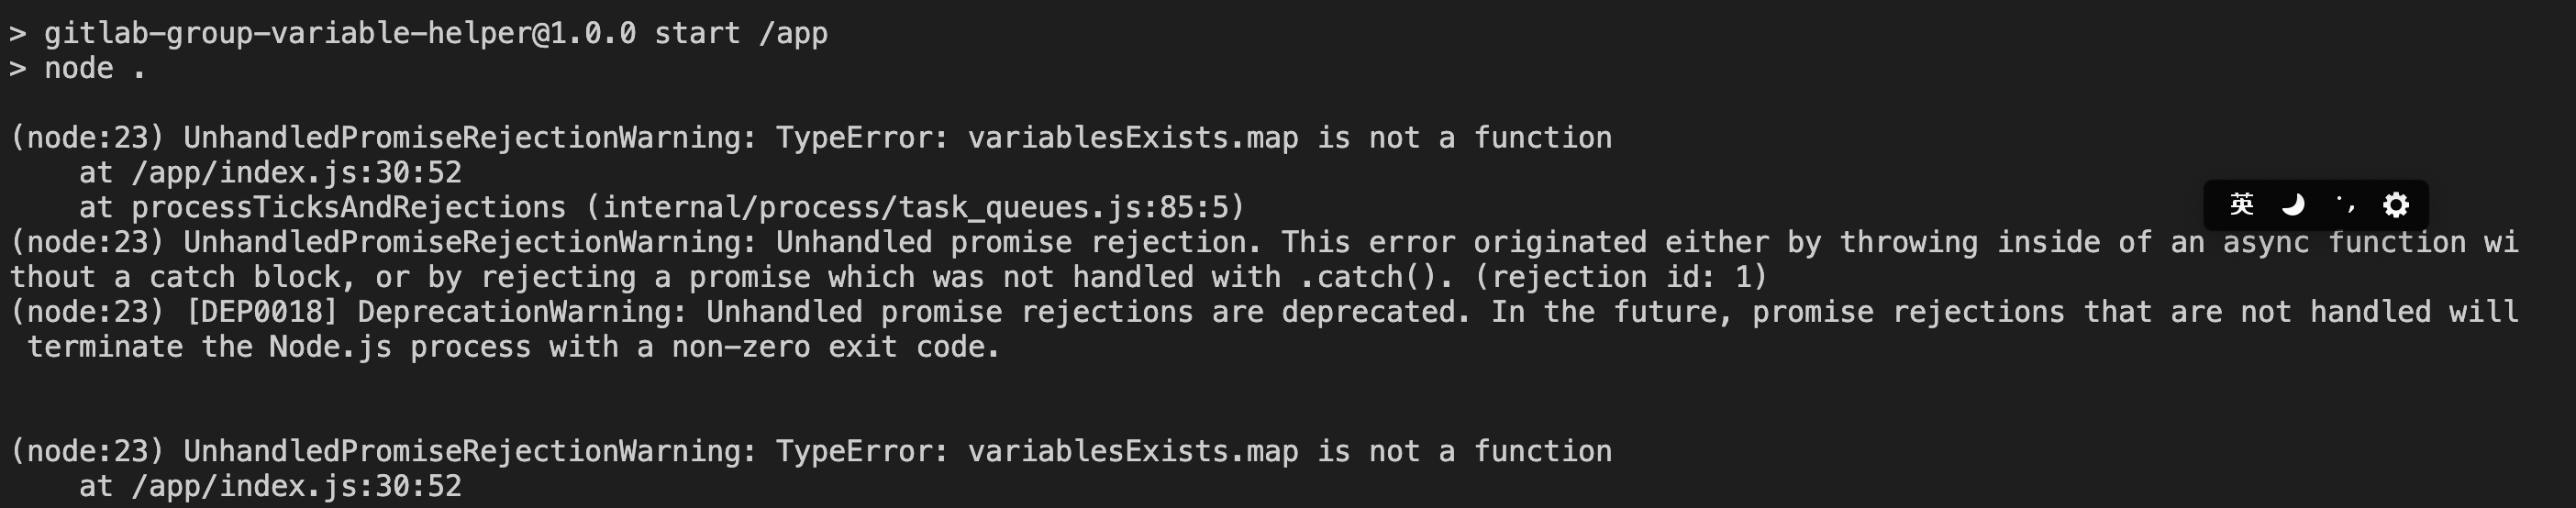 > gitlab-group-variable-helper@1.0.0 start /app
> node .
(node:23) UnhandledPromiseRejectionWarning: TypeError: variablesExists.map is not a function
    at /app/index.js:30:52
    at processTicksAndRejections (internal/process/task_queues.js:85:5)
英
(node:23) UnhandledPromiseRejectionWarning: Unhandled promise rejection. This error originated either by throwing inside of an async function wi
thout a catch block, or by rejecting a promise which was not handled with .catch(). (rejection id: 1)
(node:23) [DEP0018] DeprecationWarning: Unhandled promise rejections are deprecated. In the future, promise rejections that are not handled will
 terminate the Node.js process with a non-zero exit code.
(node:23) UnhandledPromiseRejectionWarning: TypeError: variablesExists.map is not a function
    at /app/index.js:30:52